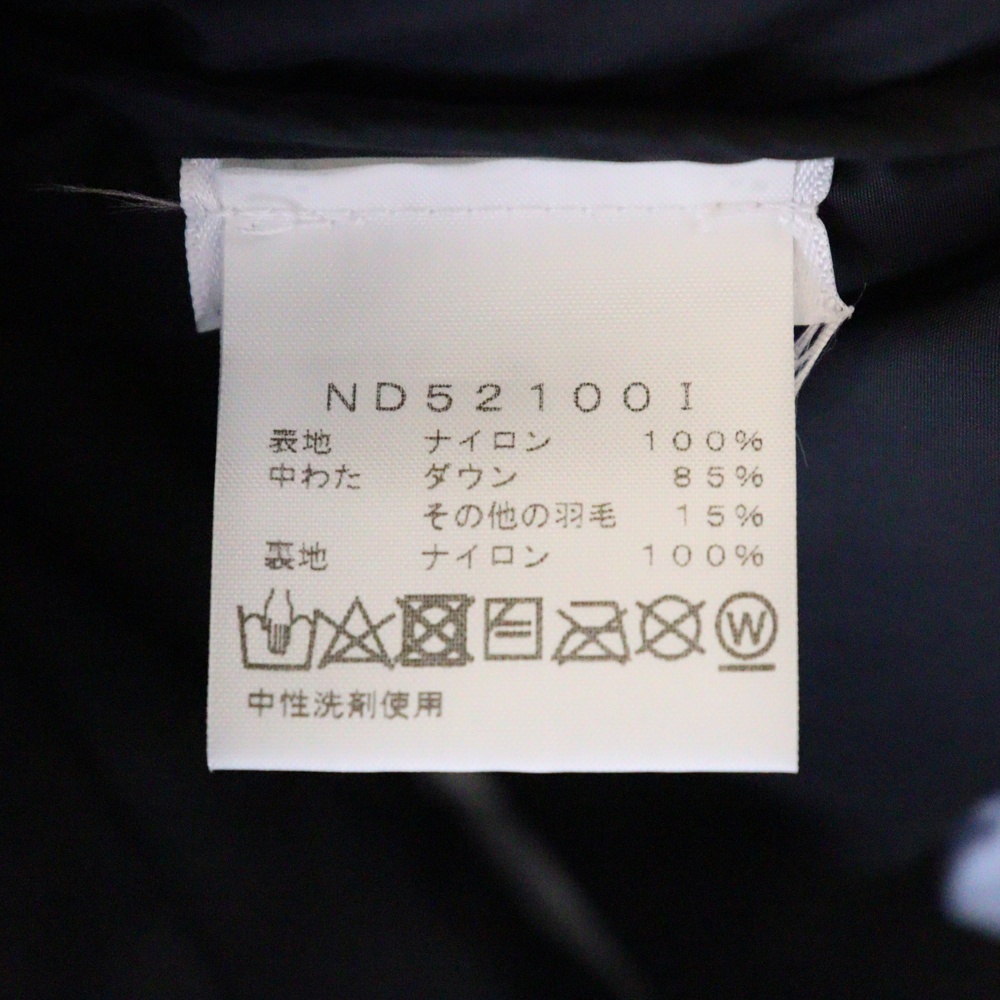 ND52100I
表地 ナイロン 100%
中わた ダウン 85%
その他の羽毛 15%
裏地 ナイロン 100%
W
中性洗剤使用